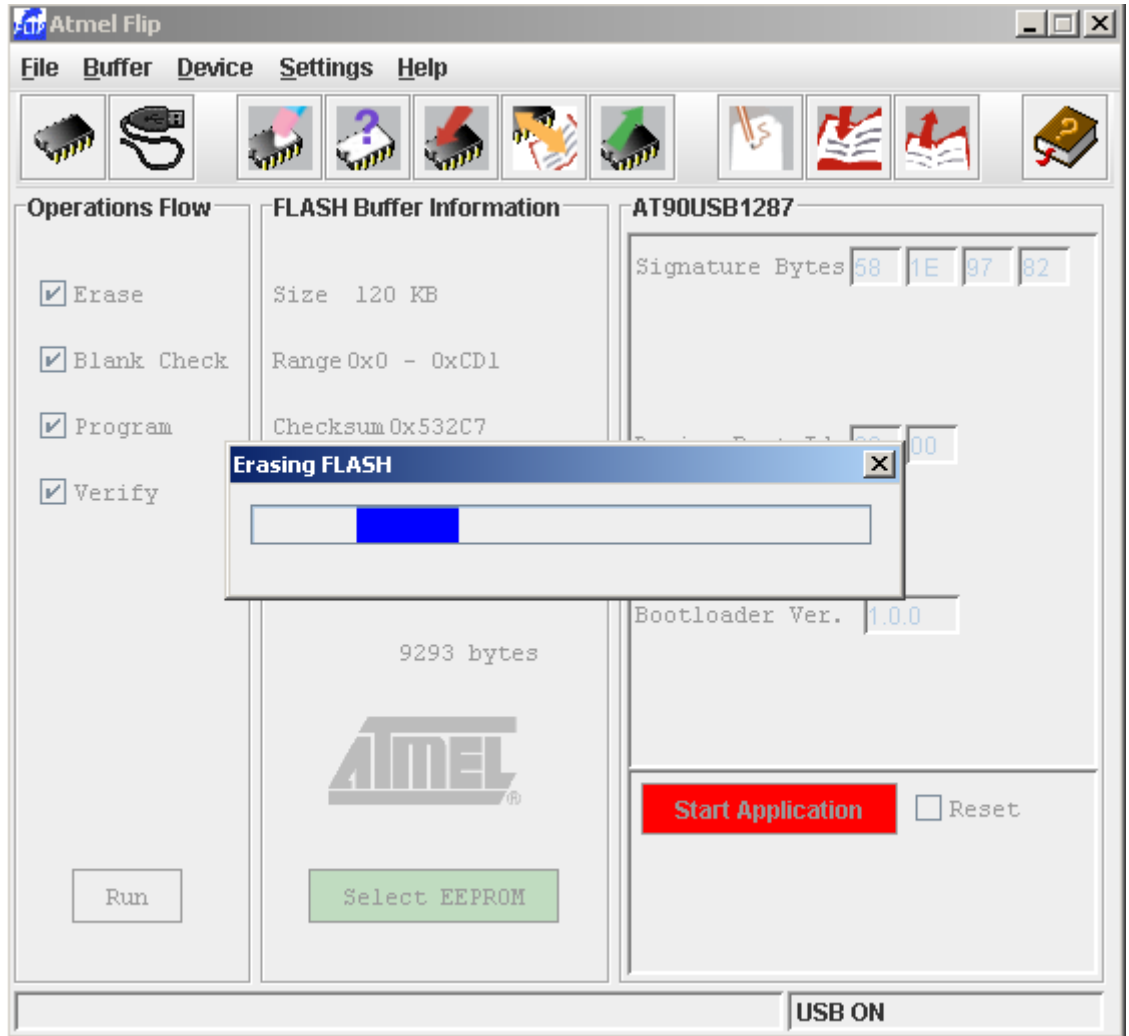 Atmel Flip
File Buffer Device Settings Help
Operations Flow
Erase
Blank Check
Program
Verify
Run
FLASH Buffer Information
Size 120 KB
Range 0x0 - 0xCD1
Checksum 0x532C7
9293 bytes
ATMEL®
Select EEPROM
AT90USB1287
Signature Bytes 58 1E 97 82
00
Bootloader Ver. 1.0.0
Start Application Reset
Erasing FLASH
USB ON